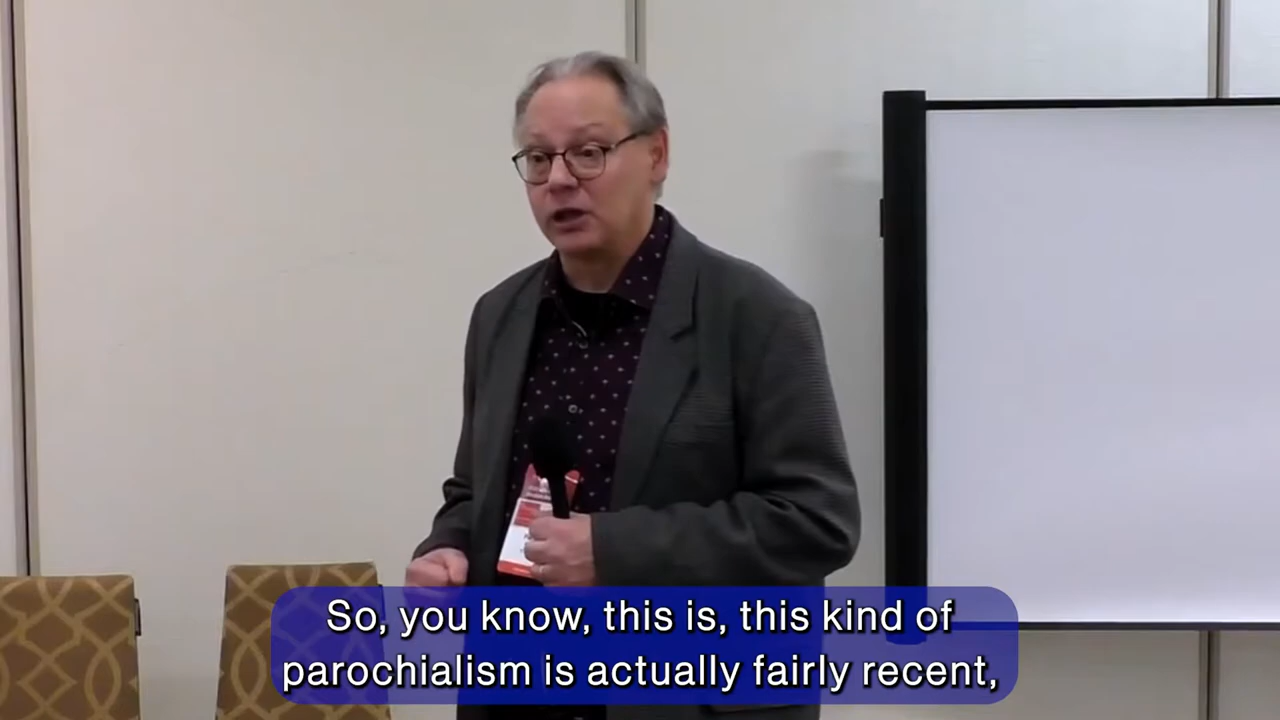 So, you know, this is, this kind of
parochialism is actually fairly recent,